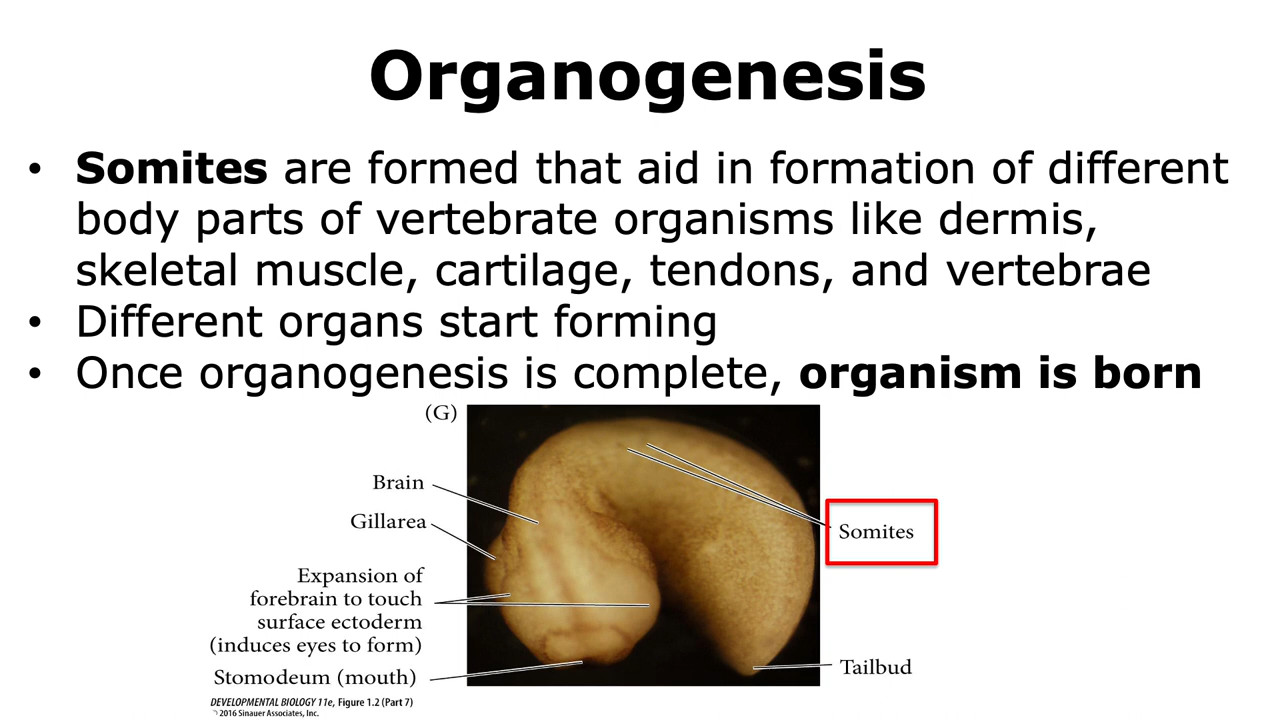 Organogenesis
• Somites are formed that aid in formation of different
body parts of vertebrate organisms like dermis,
skeletal muscle, cartilage, tendons, and vertebrae
• Different organs start forming
• Once organogenesis is complete, organism is born
(G)
Brain
Gillarea
Expansion of
forebrain to touch
surface ectoderm
(induces eyes to form)
Stomodeum (mouth)
Somites
Tailbud
DEVELOPMENTAL BIOLOGY 11e, Figure 1.2 (Part 7)
© 2016 Sinauer Associates, Inc.